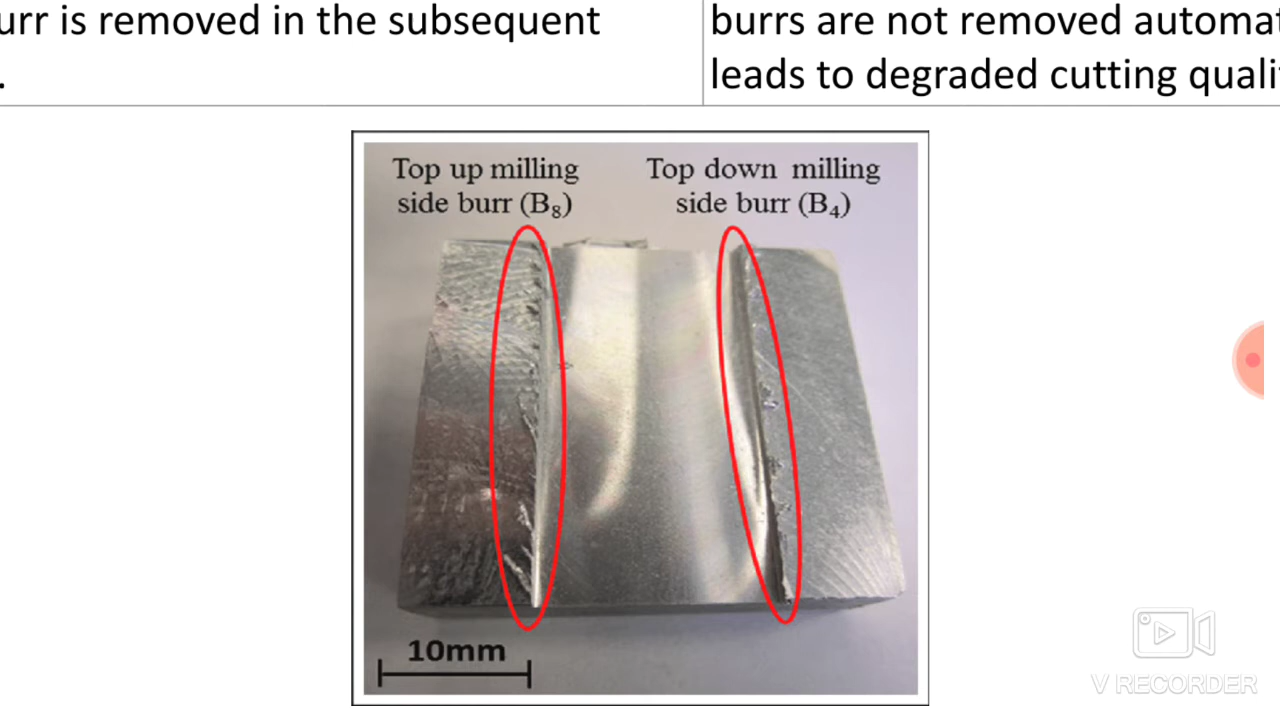 urr is removed in the subsequent
.
burrs are not removed automat
leads to degraded cutting quali
Top up milling
side burr (B₈)
Top down milling
side burr (B₄)
10mm
V RECORDER